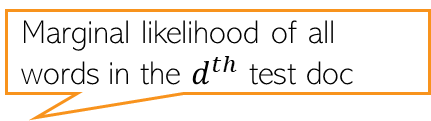 Marginal likelihood of all
words in the $d^{th}$ test doc